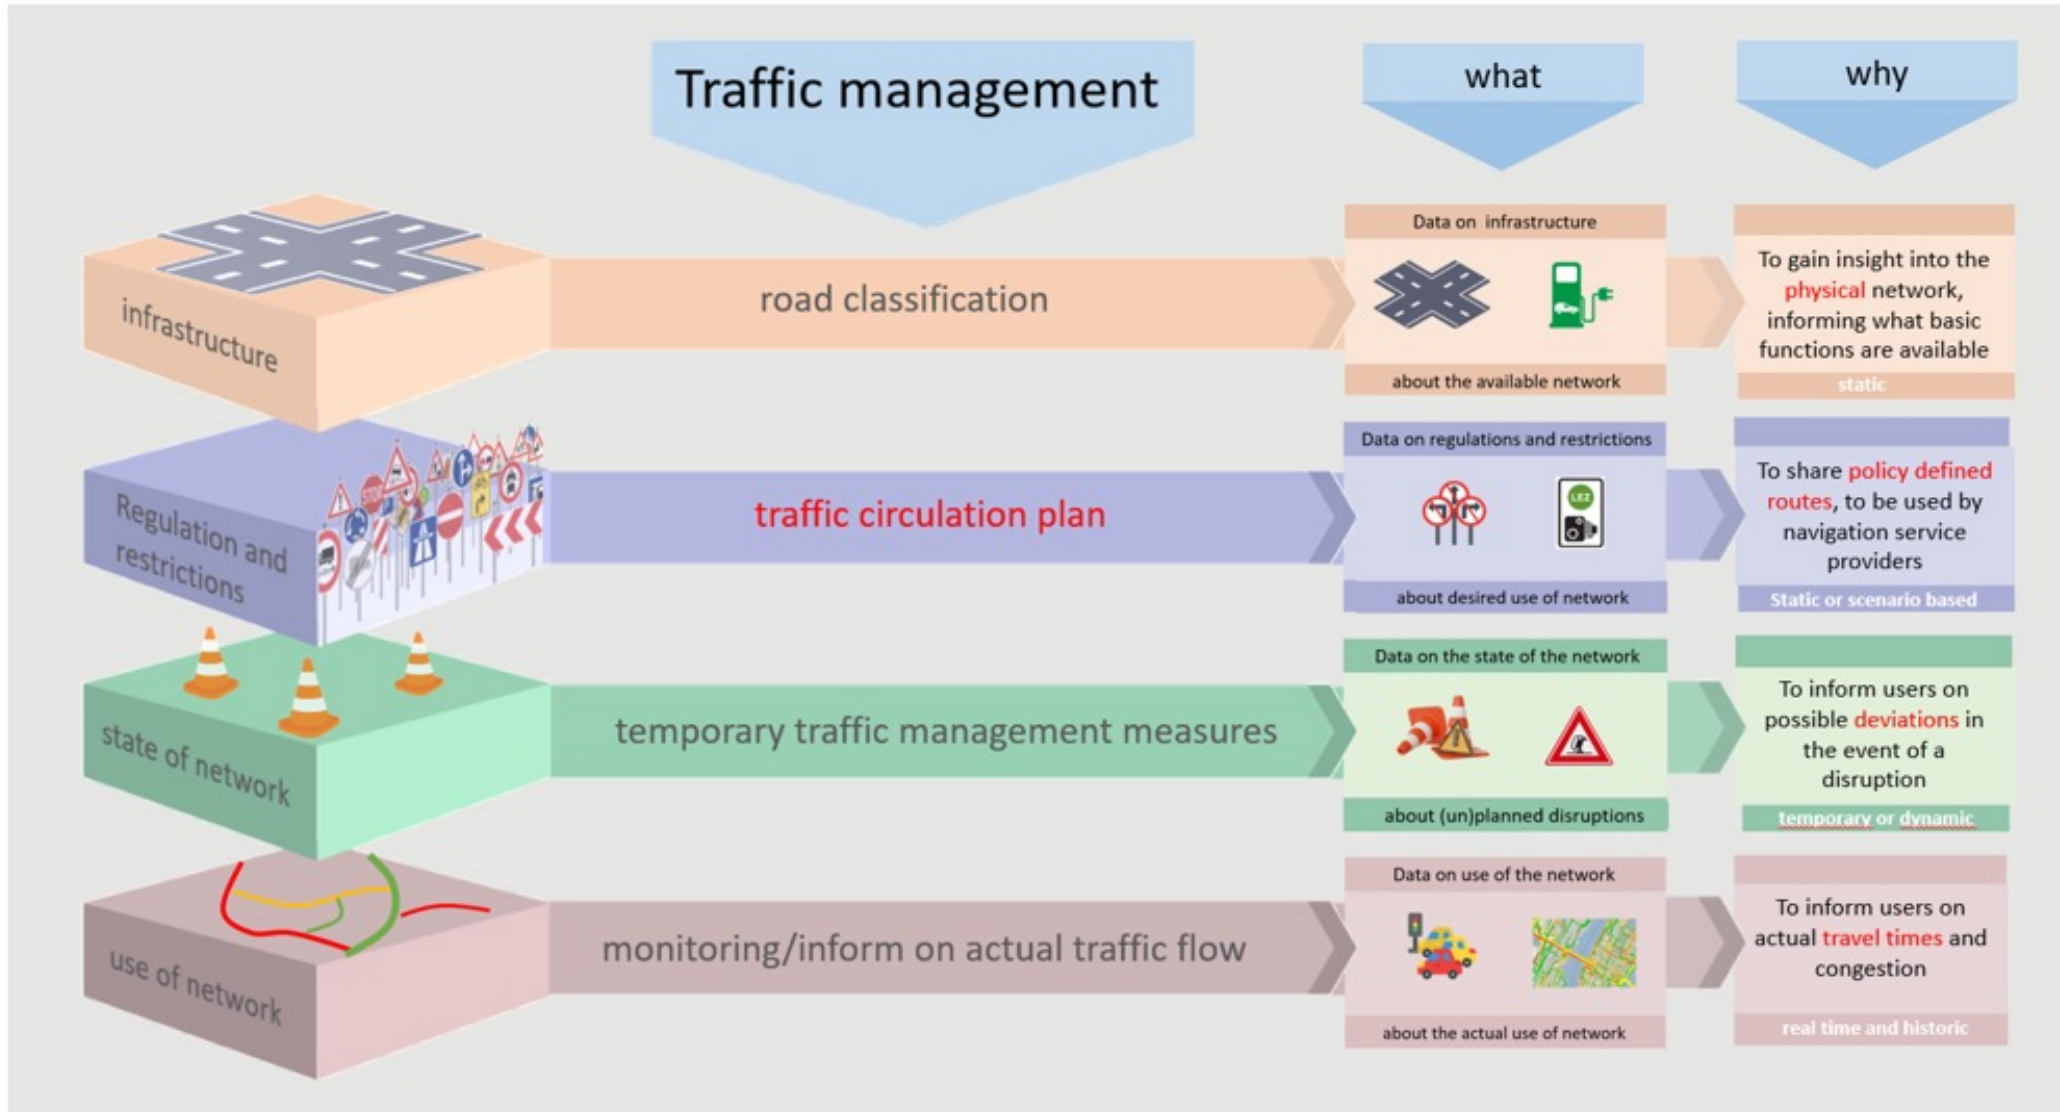 Traffic management
what
why
infrastructure
road classification
Data on infrastructure
about the available network
To gain insight into the
physical network,
informing what basic
functions are available
static
Regulation and
restrictions
STOP
traffic circulation plan
Data on regulations and restrictions
LEZ
about desired use of network
To share policy defined
routes, to be used by
navigation service
providers
Static or scenario based
state of network
temporary traffic management measures
Data on the state of the network
about (un)planned disruptions
To inform users on
possible deviations in
the event of a
disruption
temporary or dynamic
use of network
monitoring/inform on actual traffic flow
Data on use of the network
about the actual use of network
To inform users on
actual travel times and
congestion
real time and historic